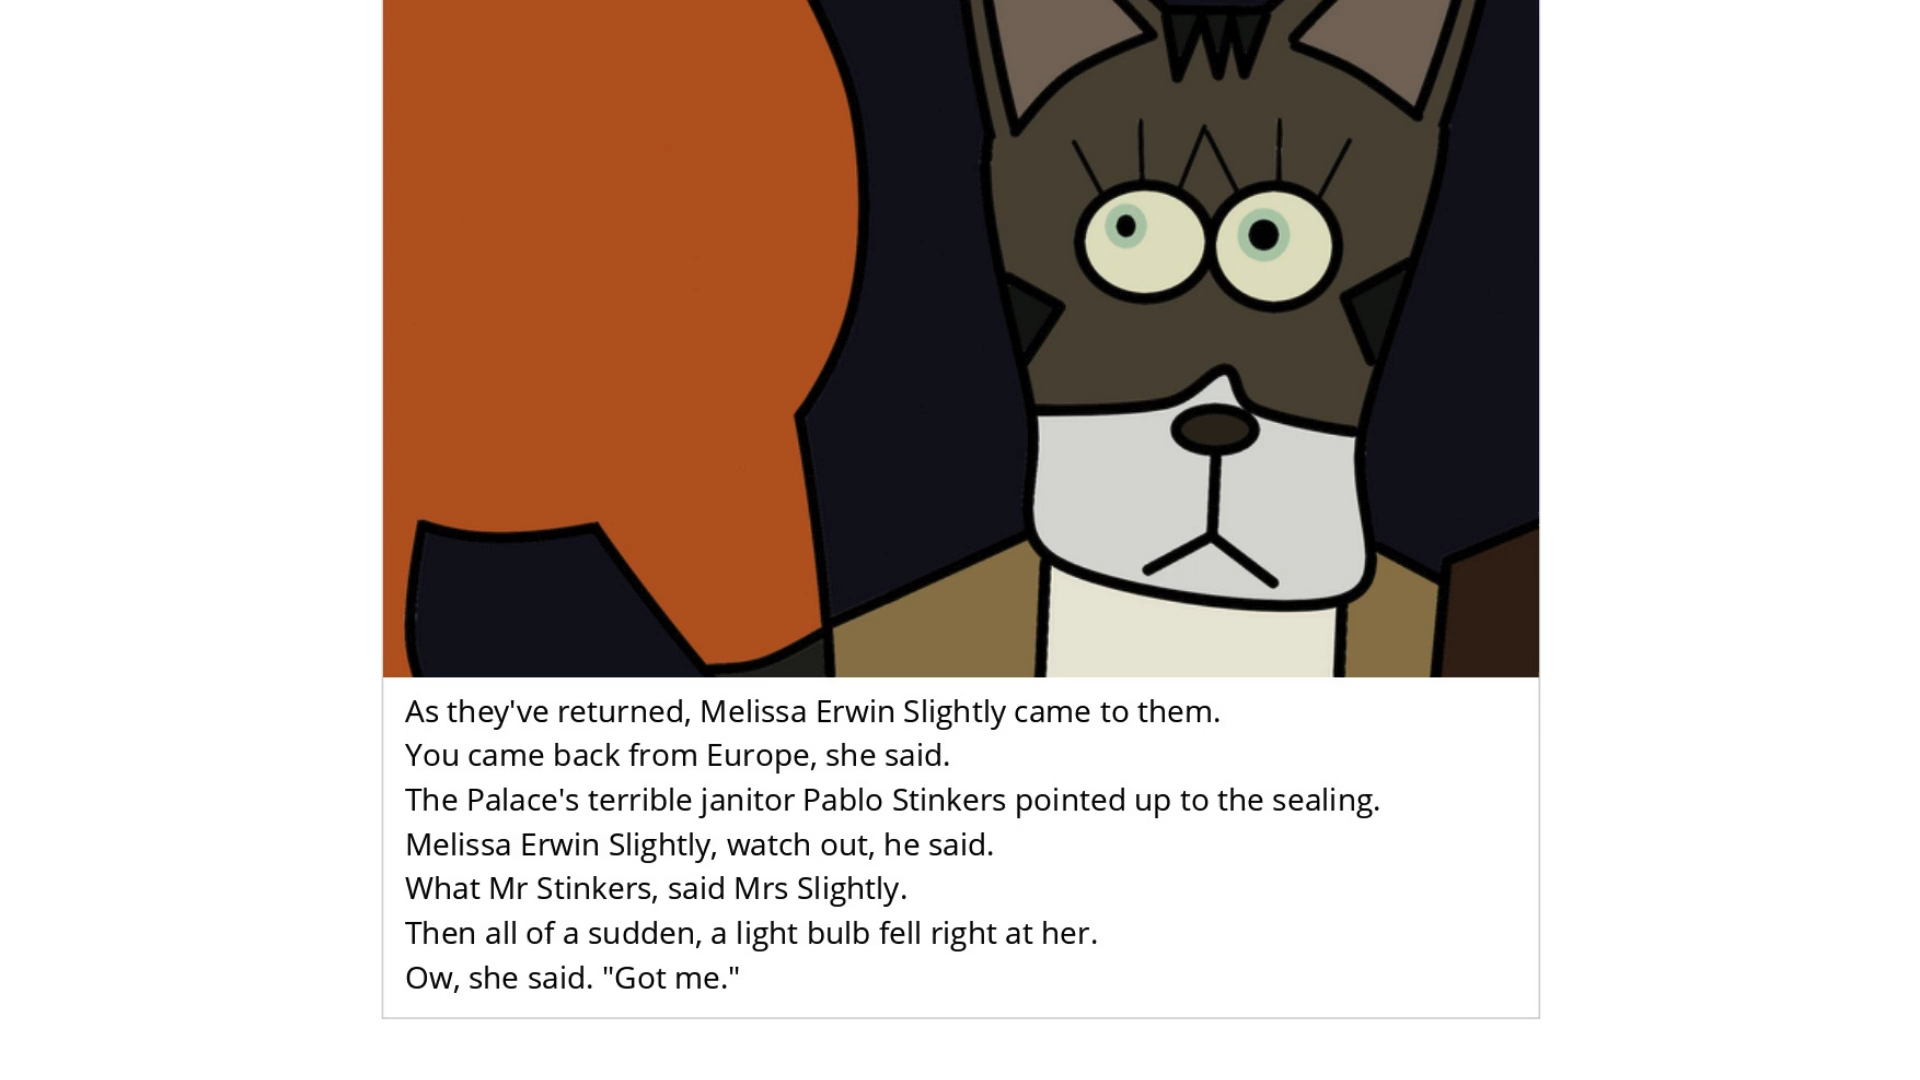 As they've returned, Melissa Erwin Slightly came to them.
You came back from Europe, she said.
The Palace's terrible janitor Pablo Stinkers pointed up to the sealing.
Melissa Erwin Slightly, watch out, he said.
What Mr Stinkers, said Mrs Slightly.
Then all of a sudden, a light bulb fell right at her.
Ow, she said. "Got me."